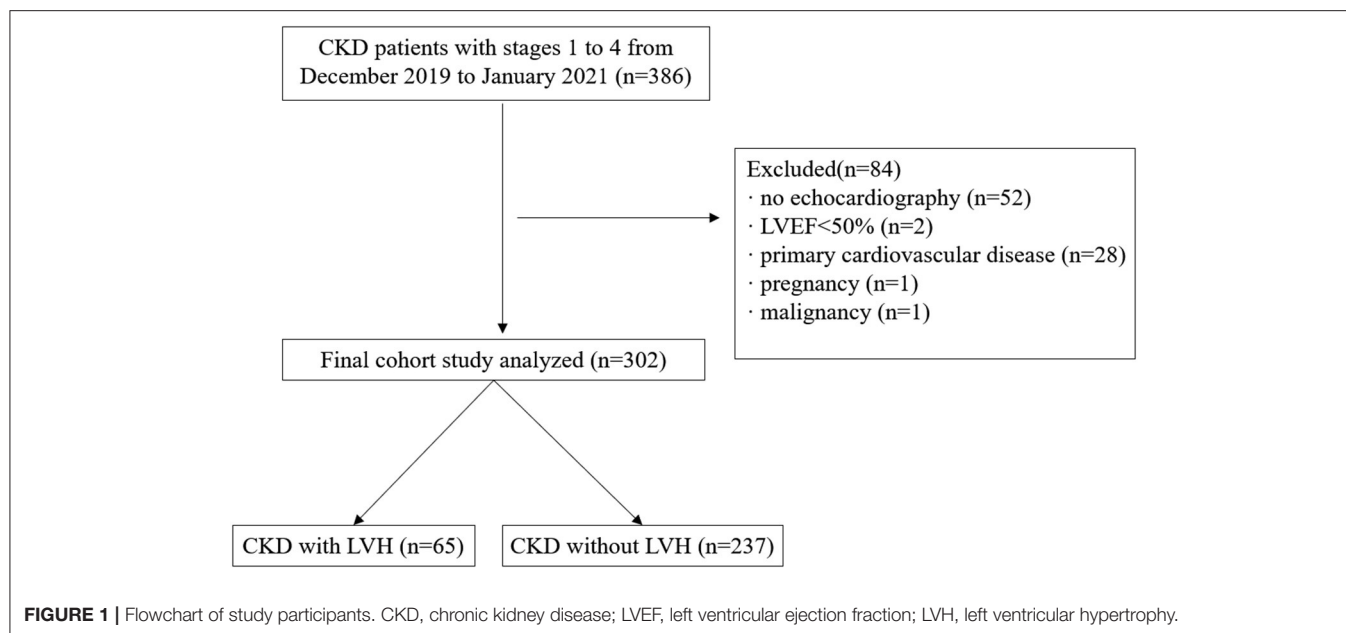 CKD patients with stages 1 to 4 from
December 2019 to January 2021 (n=386)
Excluded(n=84)
· no echocardiography (n=52)
· LVEF<50% (n=2)
· primary cardiovascular disease (n=28)
· pregnancy (n=1)
· malignancy (n=1)
Final cohort study analyzed (n=302)
CKD with LVH (n=65)
CKD without LVH (n=237)
FIGURE 1 | Flowchart of study participants. CKD, chronic kidney disease; LVEF, left ventricular ejection fraction; LVH, left ventricular hypertrophy.